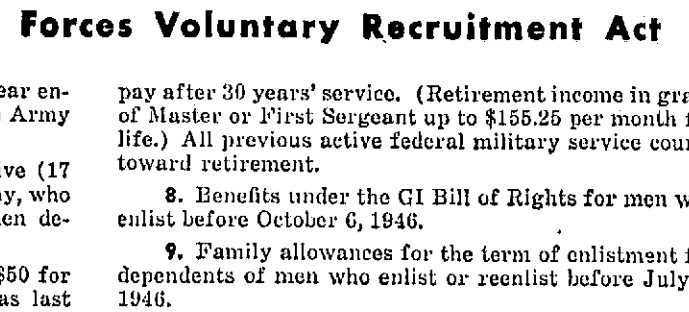 Forces Voluntary Recruitment Act
ear en-
Army
ive (17
ay, who
en de-
$50 for
as last
pay after 30 years' service. (Retirement income in gra
of Master or First Sergeant up to $155.25 per month f
life.) All previous active federal military service cou
toward retirement.
8. Benefits under the GI Bill of Rights for men w
enlist before October 6, 1946.
9. Family allowances for the term of enlistment f
dependents of men who enlist or reenlist before July
1946.